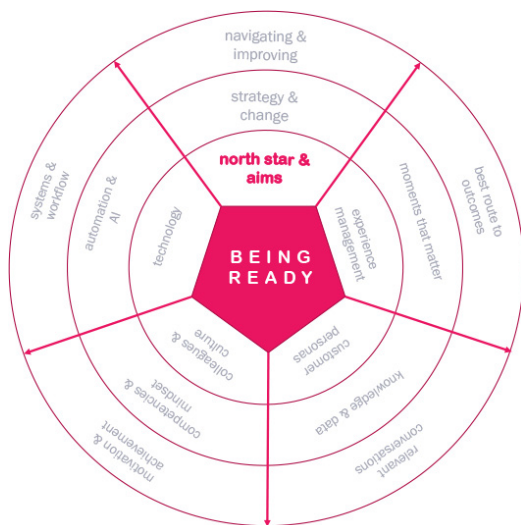 navigating &
improving
strategy &
change
north star &
aims
BEING
READY
experience
management
moments that matter
best route to
outcomes
customer
personas
knowledge & data
relevant
conversations
colleagues &
culture
competencies &
mindset
motivation &
achievement
technology
automation &
AI
systems &
workflow